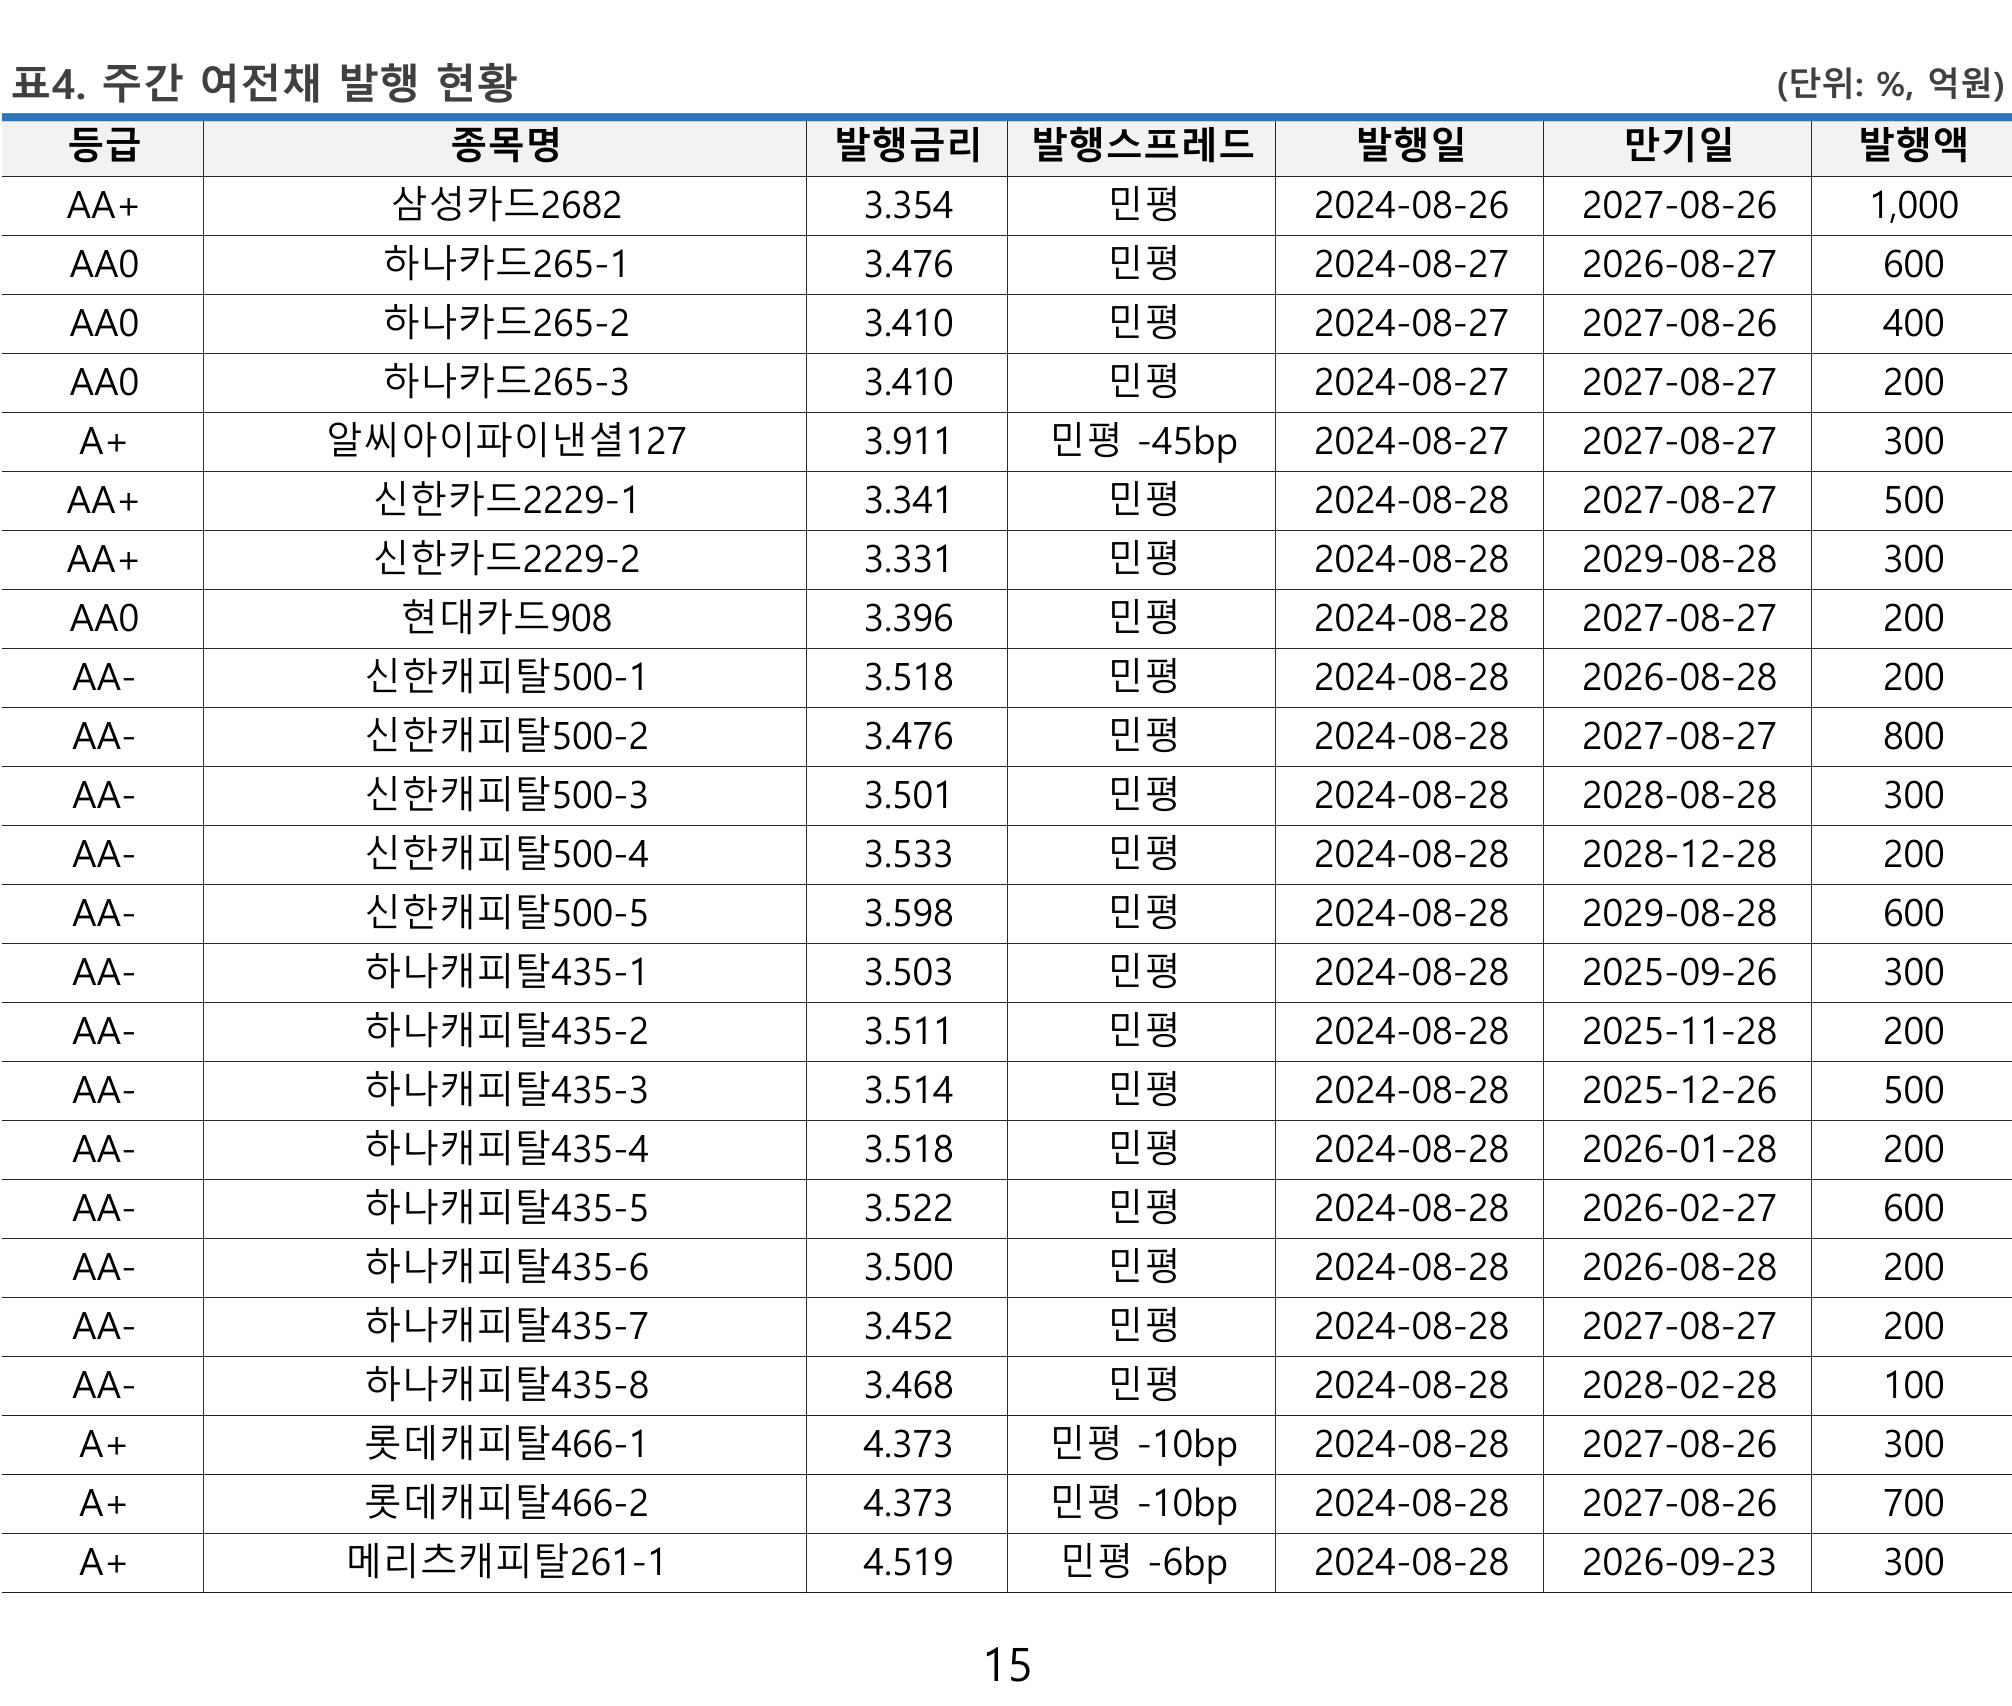 표4. 주간 여전채 발행 현황 (단위: %, 억원)
등급 종목명 발행금리 발행스프레드 발행일 만기일 발행액
AA+ 삼성카드2682 3.354 민평 2024-08-26 2027-08-26 1,000
AA0 하나카드265-1 3.476 민평 2024-08-27 2026-08-27 600
AA0 하나카드265-2 3.410 민평 2024-08-27 2027-08-26 400
AA0 하나카드265-3 3.410 민평 2024-08-27 2027-08-27 200
A+ 알씨아이파이낸셜127 3.911 민평 -45bp 2024-08-27 2027-08-27 300
AA+ 신한카드2229-1 3.341 민평 2024-08-28 2027-08-27 500
AA+ 신한카드2229-2 3.331 민평 2024-08-28 2029-08-28 300
AA0 현대카드908 3.396 민평 2024-08-28 2027-08-27 200
AA- 신한캐피탈500-1 3.518 민평 2024-08-28 2026-08-28 200
AA- 신한캐피탈500-2 3.476 민평 2024-08-28 2027-08-27 800
AA- 신한캐피탈500-3 3.501 민평 2024-08-28 2028-08-28 300
AA- 신한캐피탈500-4 3.533 민평 2024-08-28 2028-12-28 200
AA- 신한캐피탈500-5 3.598 민평 2024-08-28 2029-08-28 600
AA- 하나캐피탈435-1 3.503 민평 2024-08-28 2025-09-26 300
AA- 하나캐피탈435-2 3.511 민평 2024-08-28 2025-11-28 200
AA- 하나캐피탈435-3 3.514 민평 2024-08-28 2025-12-26 500
AA- 하나캐피탈435-4 3.518 민평 2024-08-28 2026-01-28 200
AA- 하나캐피탈435-5 3.522 민평 2024-08-28 2026-02-27 600
AA- 하나캐피탈435-6 3.500 민평 2024-08-28 2026-08-28 200
AA- 하나캐피탈435-7 3.452 민평 2024-08-28 2027-08-27 200
AA- 하나캐피탈435-8 3.468 민평 2024-08-28 2028-02-28 100
A+ 롯데캐피탈466-1 4.373 민평 -10bp 2024-08-28 2027-08-26 300
A+ 롯데캐피탈466-2 4.373 민평 -10bp 2024-08-28 2027-08-26 700
A+ 메리츠캐피탈261-1 4.519 민평 -6bp 2024-08-28 2026-09-23 300
15